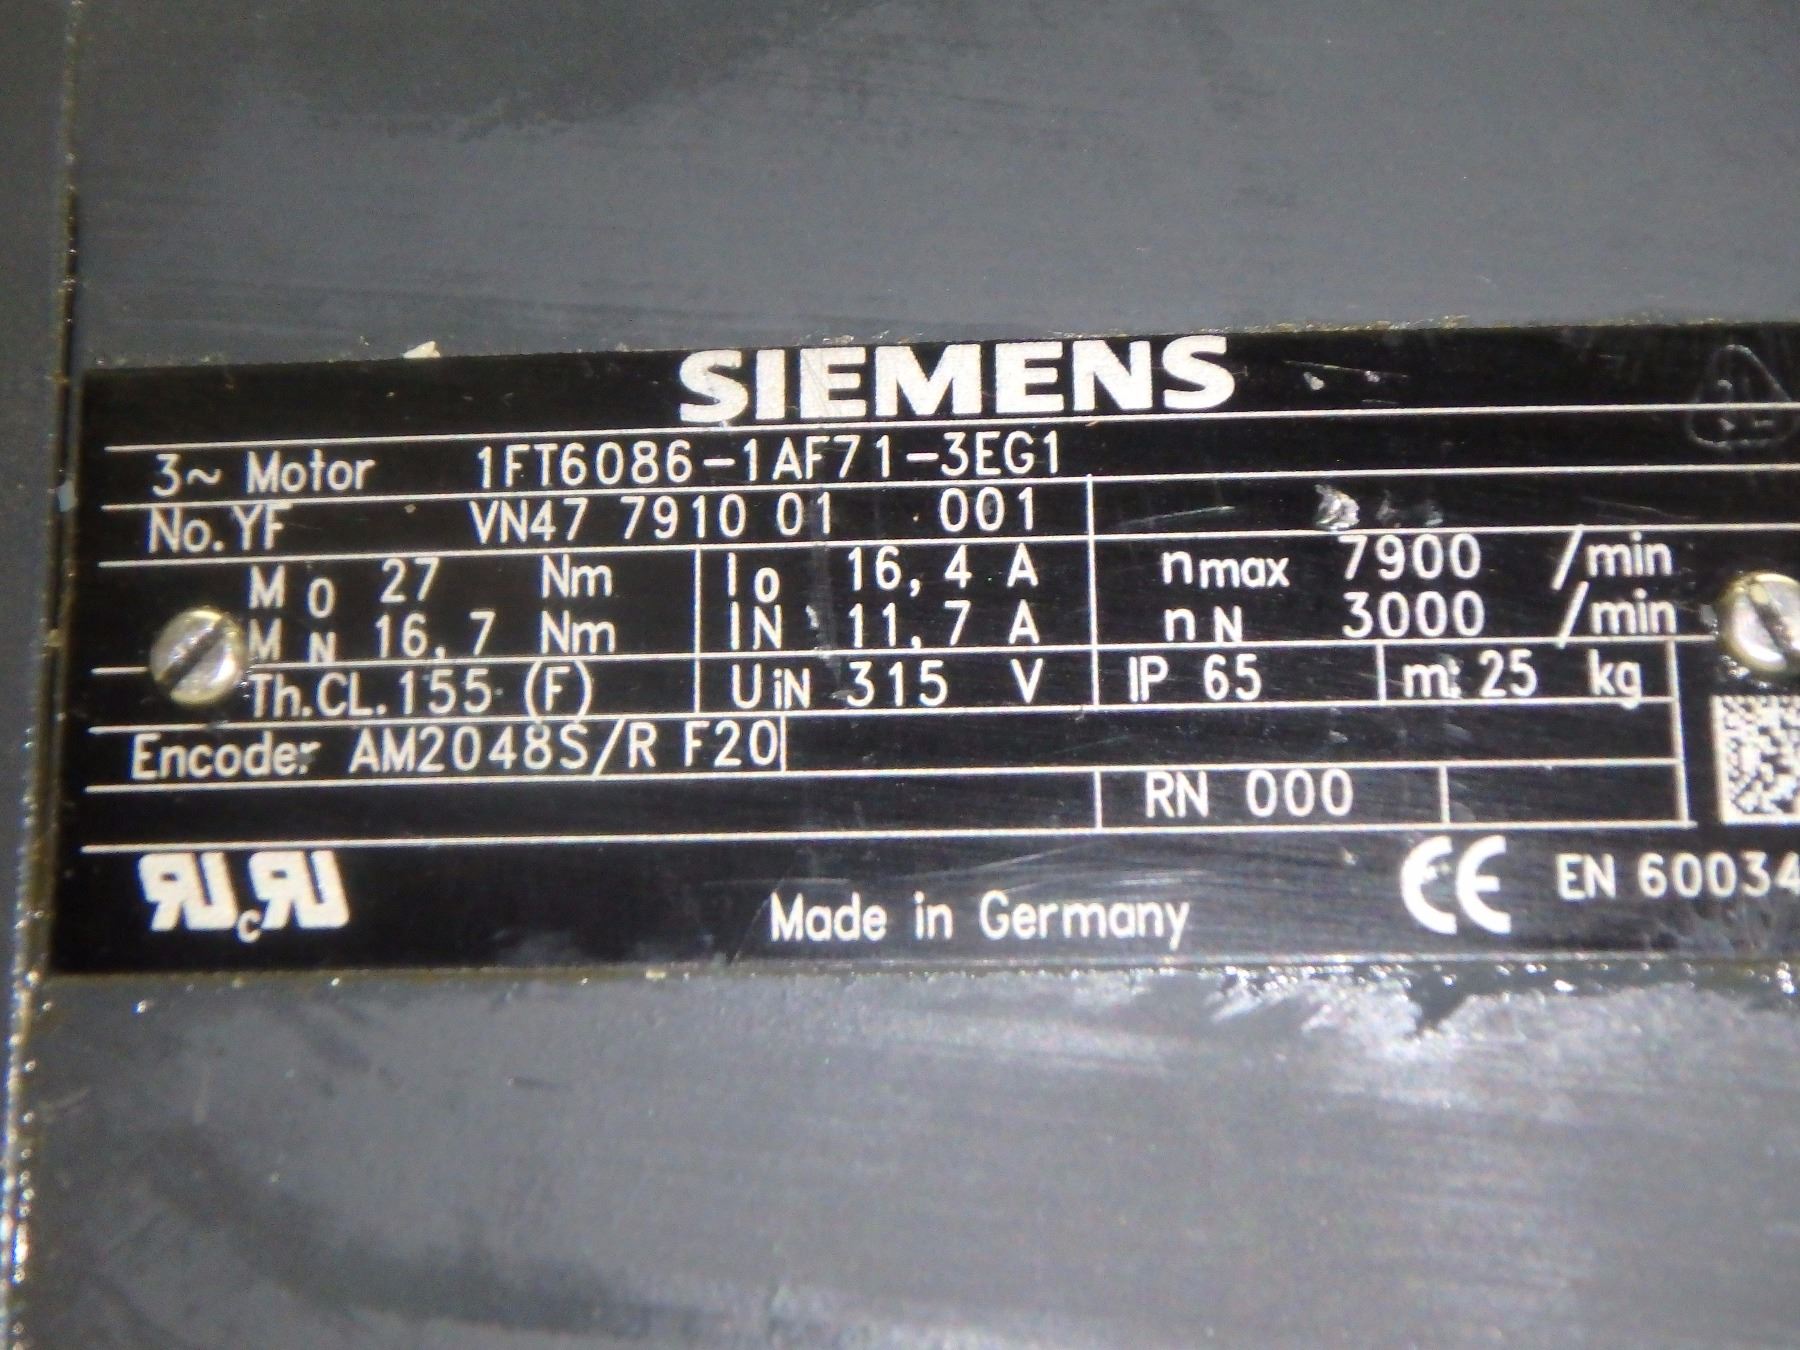 SIEMENS
3~ Motor 1FT6086-1AF71-3EG1
No. YF VN47 7910 01 001
M0 27 Nm I0 16,4 A nmax 7900 /min
MN 16,7 Nm IN 11,7 A nN 3000 /min
Th.CL. 155 (F) UiN 315 V IP 65 m: 25 kg
Encoder: AM2048S/R F20
RN 000
RU cRU CE EN 60034
Made in Germany